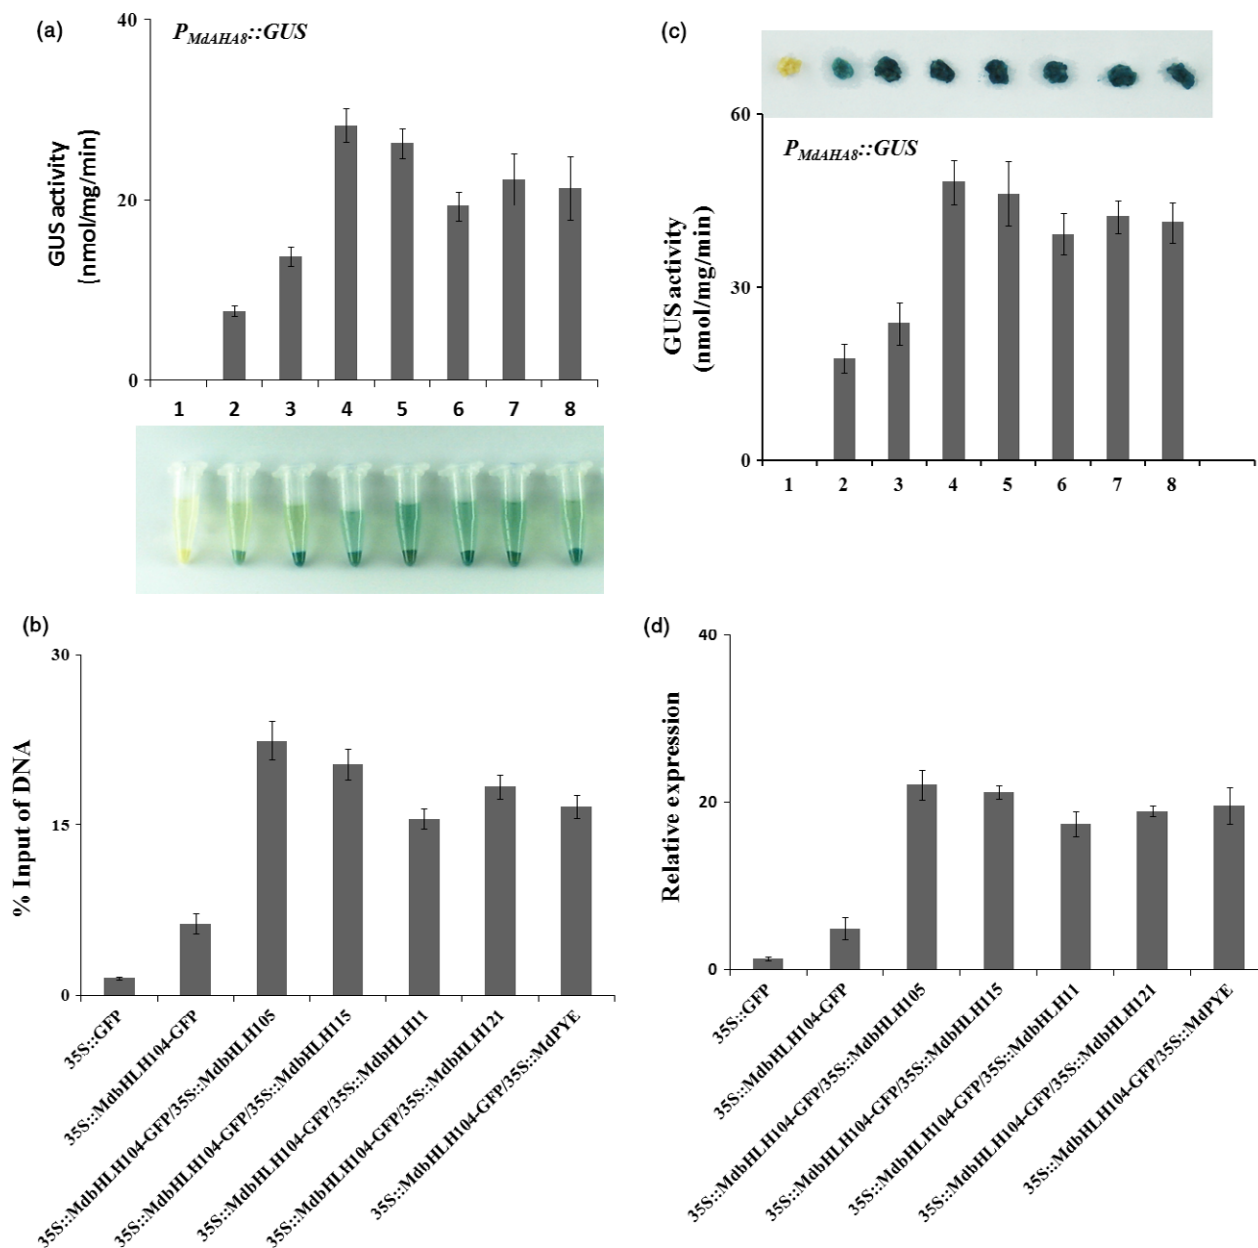 (a)
P_MdAHA8::GUS
GUS activity
(nmol/mg/min)
40
20
0
1 2 3 4 5 6 7 8
(c)
P_MdAHA8::GUS
GUS activity
(nmol/mg/min)
60
30
0
1 2 3 4 5 6 7 8
(b)
% Input of DNA
30
15
0
35S::GFP
35S::MdbHLH104-GFP
35S::MdbHLH104-GFP/35S::MdbHLH105
35S::MdbHLH104-GFP/35S::MdbHLH115
35S::MdbHLH104-GFP/35S::MdbHLH11
35S::MdbHLH104-GFP/35S::MdbHLH121
35S::MdbHLH104-GFP/35S::MdPYE
(d)
Relative expression
40
20
0
35S::GFP
35S::MdbHLH104-GFP
35S::MdbHLH104-GFP/35S::MdbHLH105
35S::MdbHLH104-GFP/35S::MdbHLH115
35S::MdbHLH104-GFP/35S::MdbHLH11
35S::MdbHLH104-GFP/35S::MdbHLH121
35S::MdbHLH104-GFP/35S::MdPYE